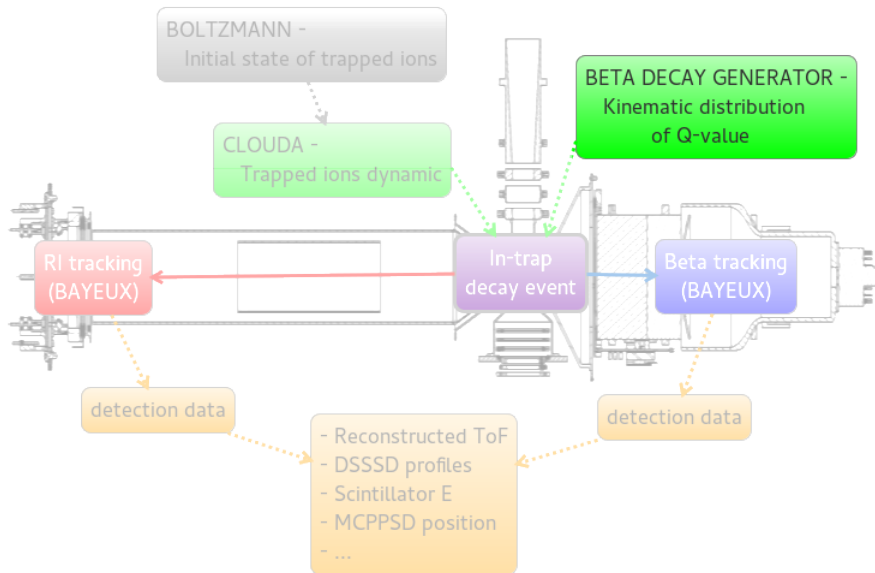 BOLTZMANN -
Initial state of trapped ions
BETA DECAY GENERATOR -
Kinematic distribution
of Q-value
CLOUDA -
Trapped ions dynamic
RI tracking
(BAYEUX)
In-trap
decay event
Beta tracking
(BAYEUX)
detection data
detection data
- Reconstructed ToF
- DSSSD profiles
- Scintillator E
- MCPPSD position
- ...